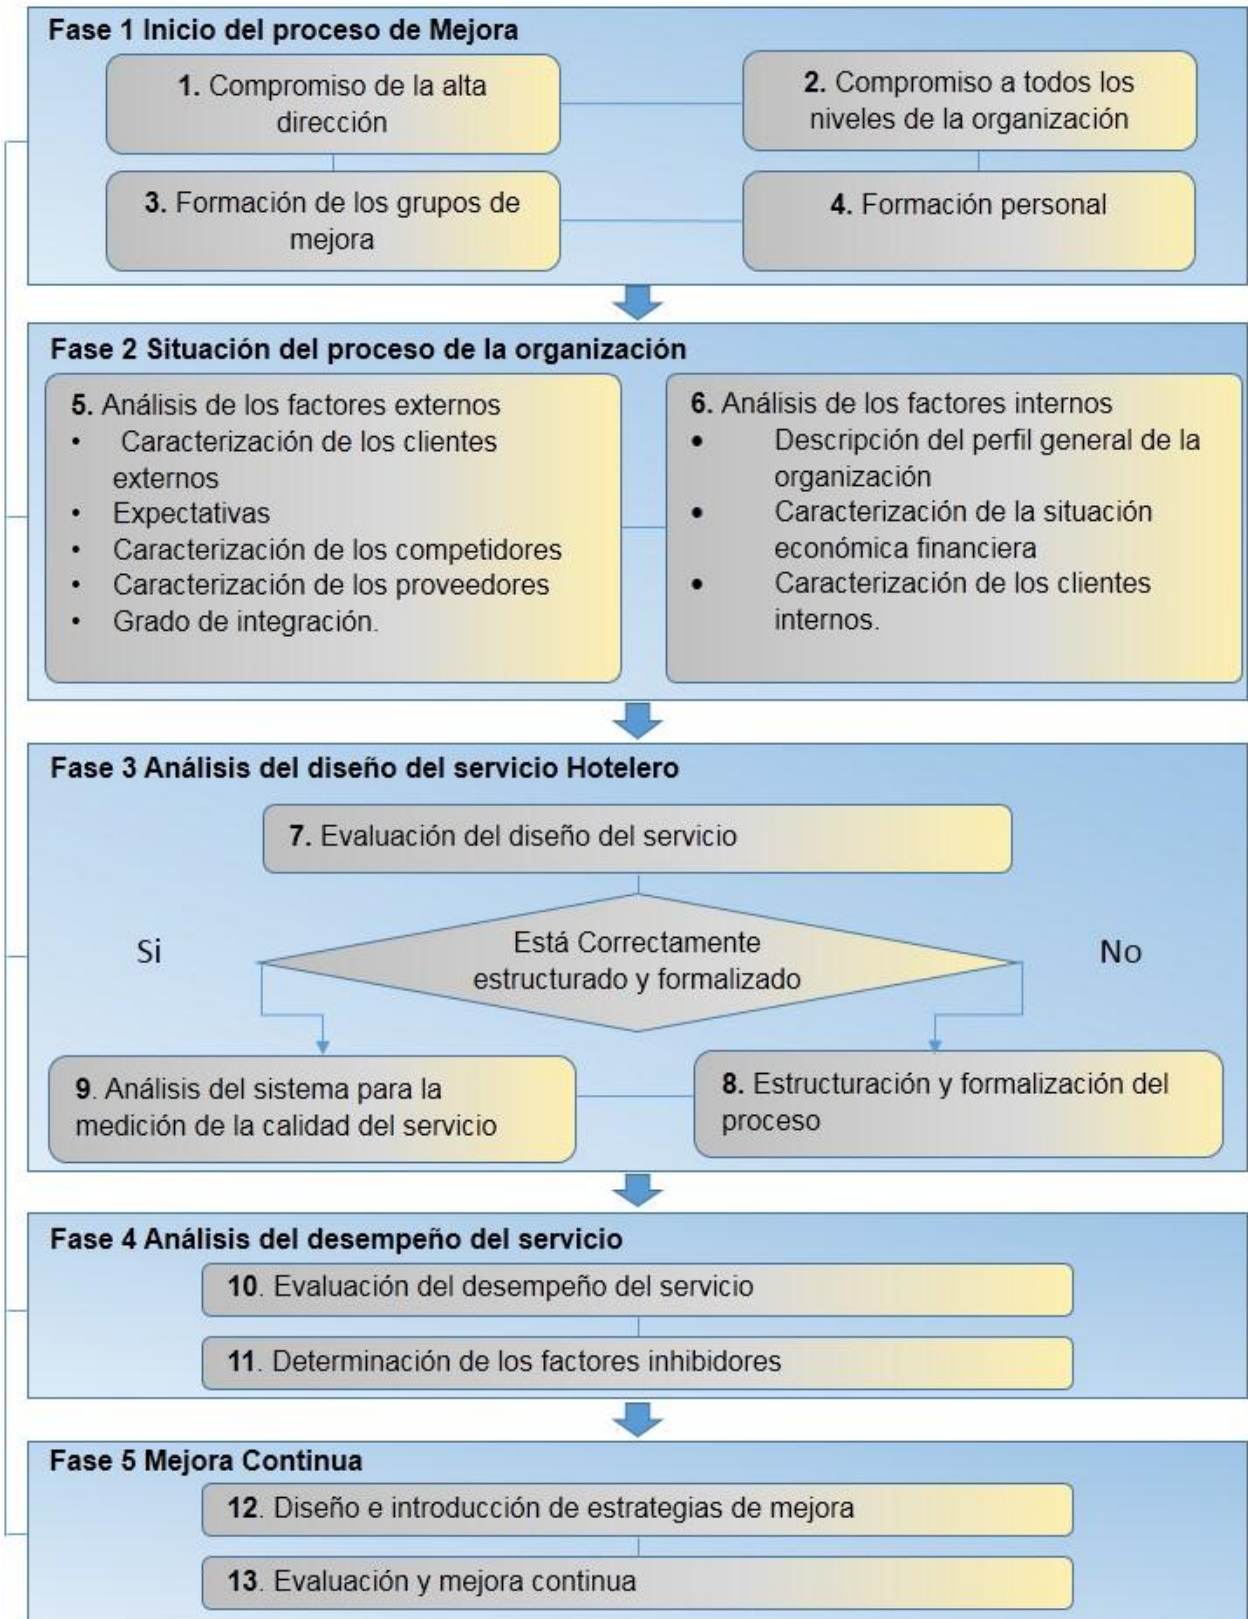 Fase 1 Inicio del proceso de Mejora
1. Compromiso de la alta
dirección
2. Compromiso a todos los
niveles de la organización
3. Formación de los grupos de
mejora
4. Formación personal
Fase 2 Situación del proceso de la organización
5. Análisis de los factores externos
• Caracterización de los clientes
externos
• Expectativas
• Caracterización de los competidores
• Caracterización de los proveedores
• Grado de integración.
6. Análisis de los factores internos
• Descripción del perfil general de la
organización
• Caracterización de la situación
económica financiera
• Caracterización de los clientes
internos.
Fase 3 Análisis del diseño del servicio Hotelero
7. Evaluación del diseño del servicio
Está Correctamente
estructurado y formalizado
Si
No
9. Análisis del sistema para la
medición de la calidad del servicio
8. Estructuración y formalización del
proceso
Fase 4 Análisis del desempeño del servicio
10. Evaluación del desempeño del servicio
11. Determinación de los factores inhibidores
Fase 5 Mejora Continua
12. Diseño e introducción de estrategias de mejora
13. Evaluación y mejora continua